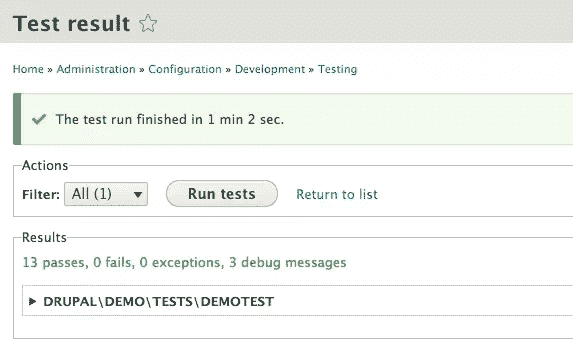 Test result
Home » Administration » Configuration » Development » Testing
The test run finished in 1 min 2 sec.
Actions
Filter: All (1) Run tests Return to list
Results
13 passes, 0 fails, 0 exceptions, 3 debug messages
DRUPAL\DEMO\TESTS\DEMOTEST